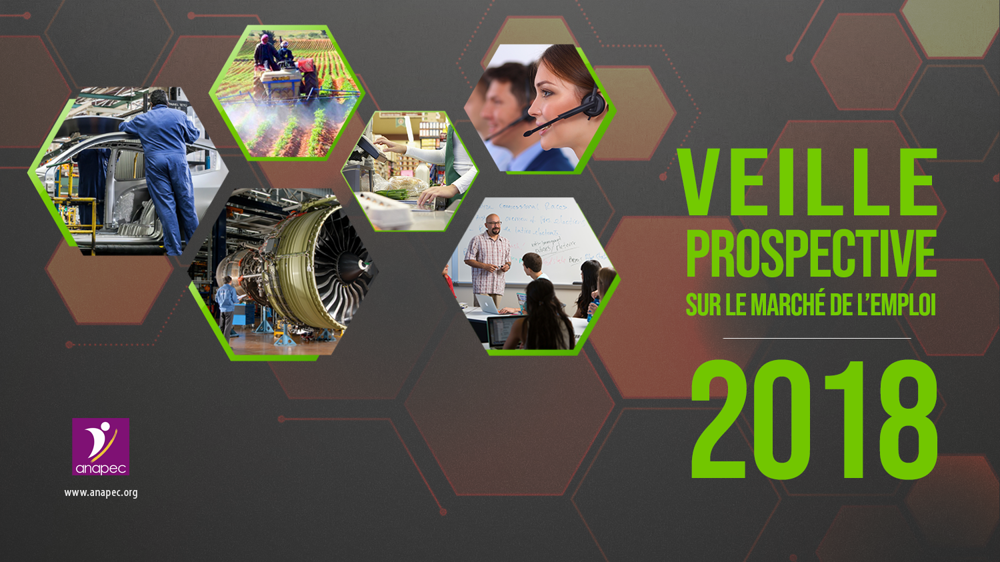 VEILLE
PROSPECTIVE
SUR LE MARCHÉ DE L'EMPLOI
2018
anapec
www.anapec.org